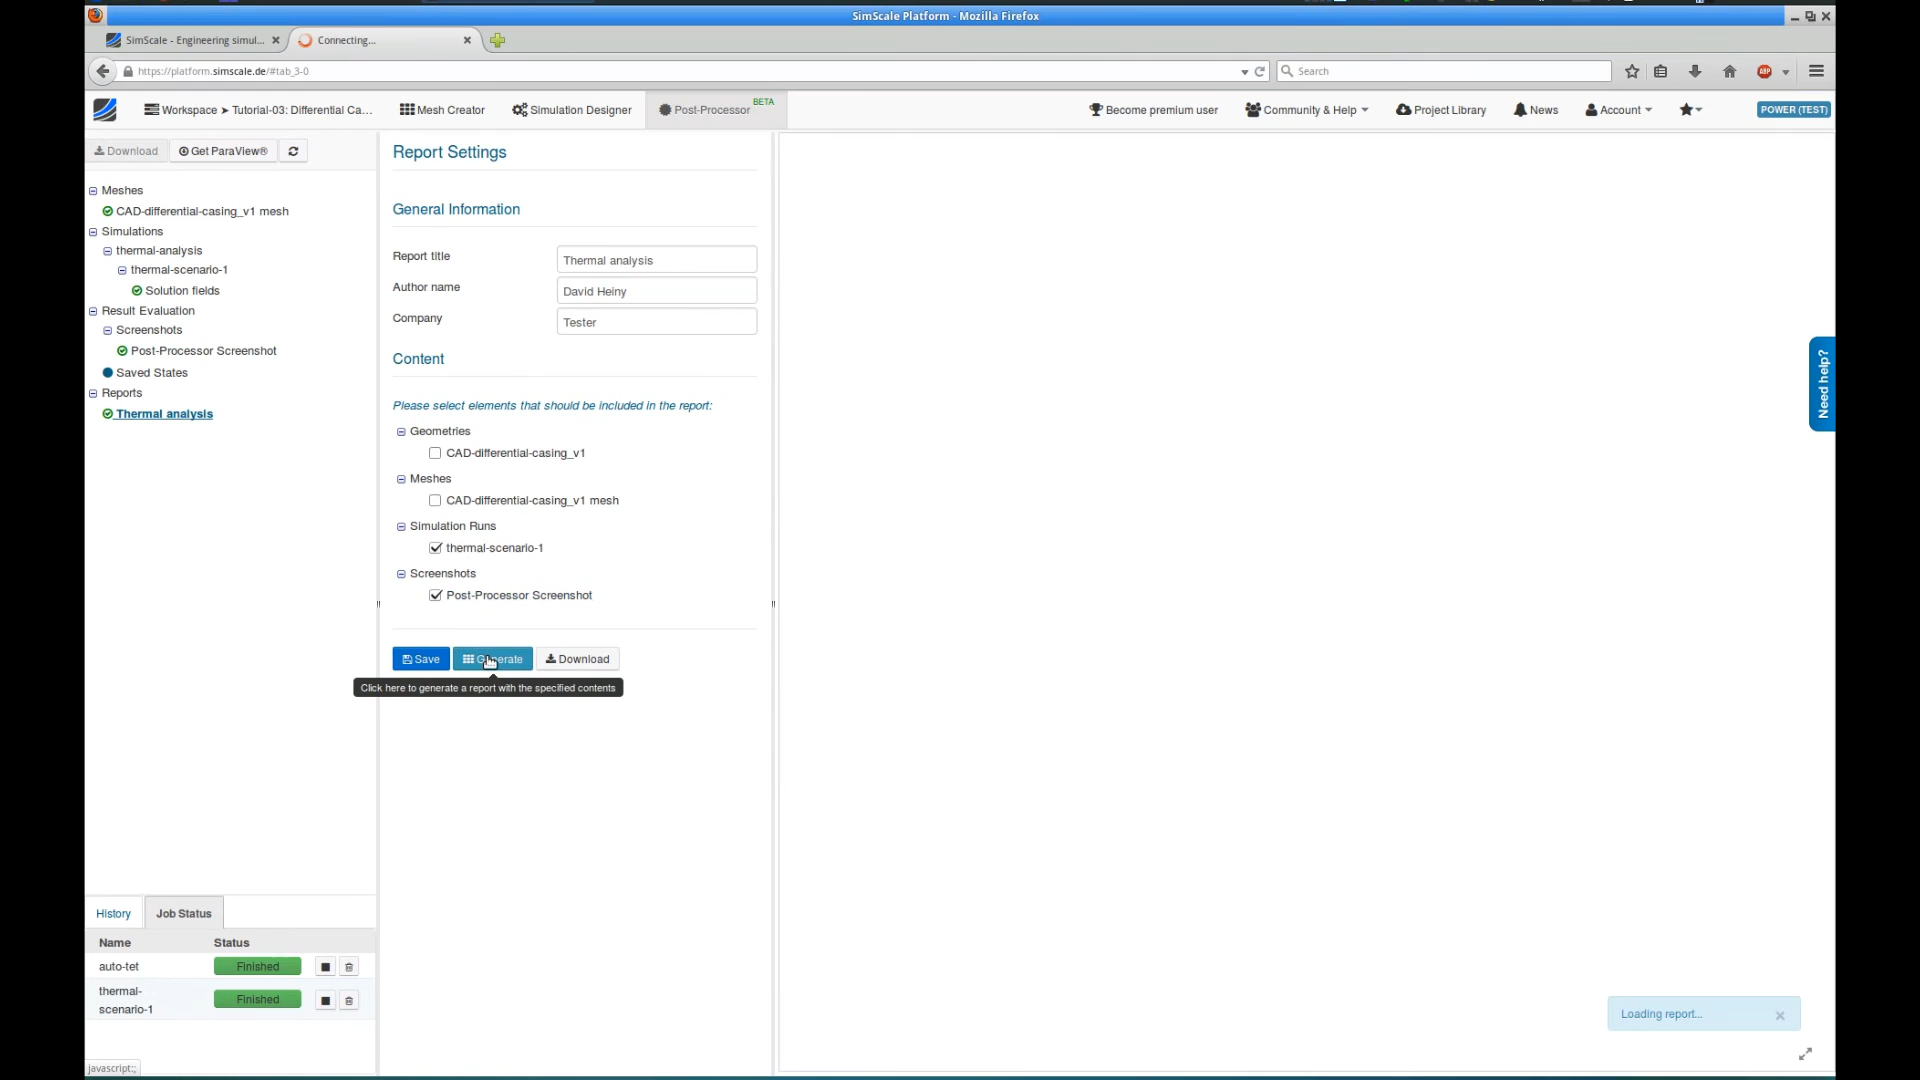 SimScale Platform - Mozilla Firefox
SimScale - Engineering simul...
Connecting...
https://platform.simscale.de/#tab_3-0
Search
ABP
Workspace ➤ Tutorial-03: Differential Ca...
Mesh Creator
Simulation Designer
Post-Processor BETA
Become premium user
Community & Help
Project Library
News
Account
POWER (TEST)
Download
Get ParaView®
Meshes
CAD-differential-casing_v1 mesh
Simulations
thermal-analysis
thermal-scenario-1
Solution fields
Result Evaluation
Screenshots
Post-Processor Screenshot
Saved States
Reports
Thermal analysis
Report Settings
General Information
Report title
Thermal analysis
Author name
David Heiny
Company
Tester
Content
Please select elements that should be included in the report:
Geometries
CAD-differential-casing_v1
Meshes
CAD-differential-casing_v1 mesh
Simulation Runs
thermal-scenario-1
Screenshots
Post-Processor Screenshot
Save
Generate
Download
Click here to generate a report with the specified contents
Need help?
History
Job Status
Name Status
auto-tet Finished
thermal-
scenario-1
Finished
Loading report...
javascript:;